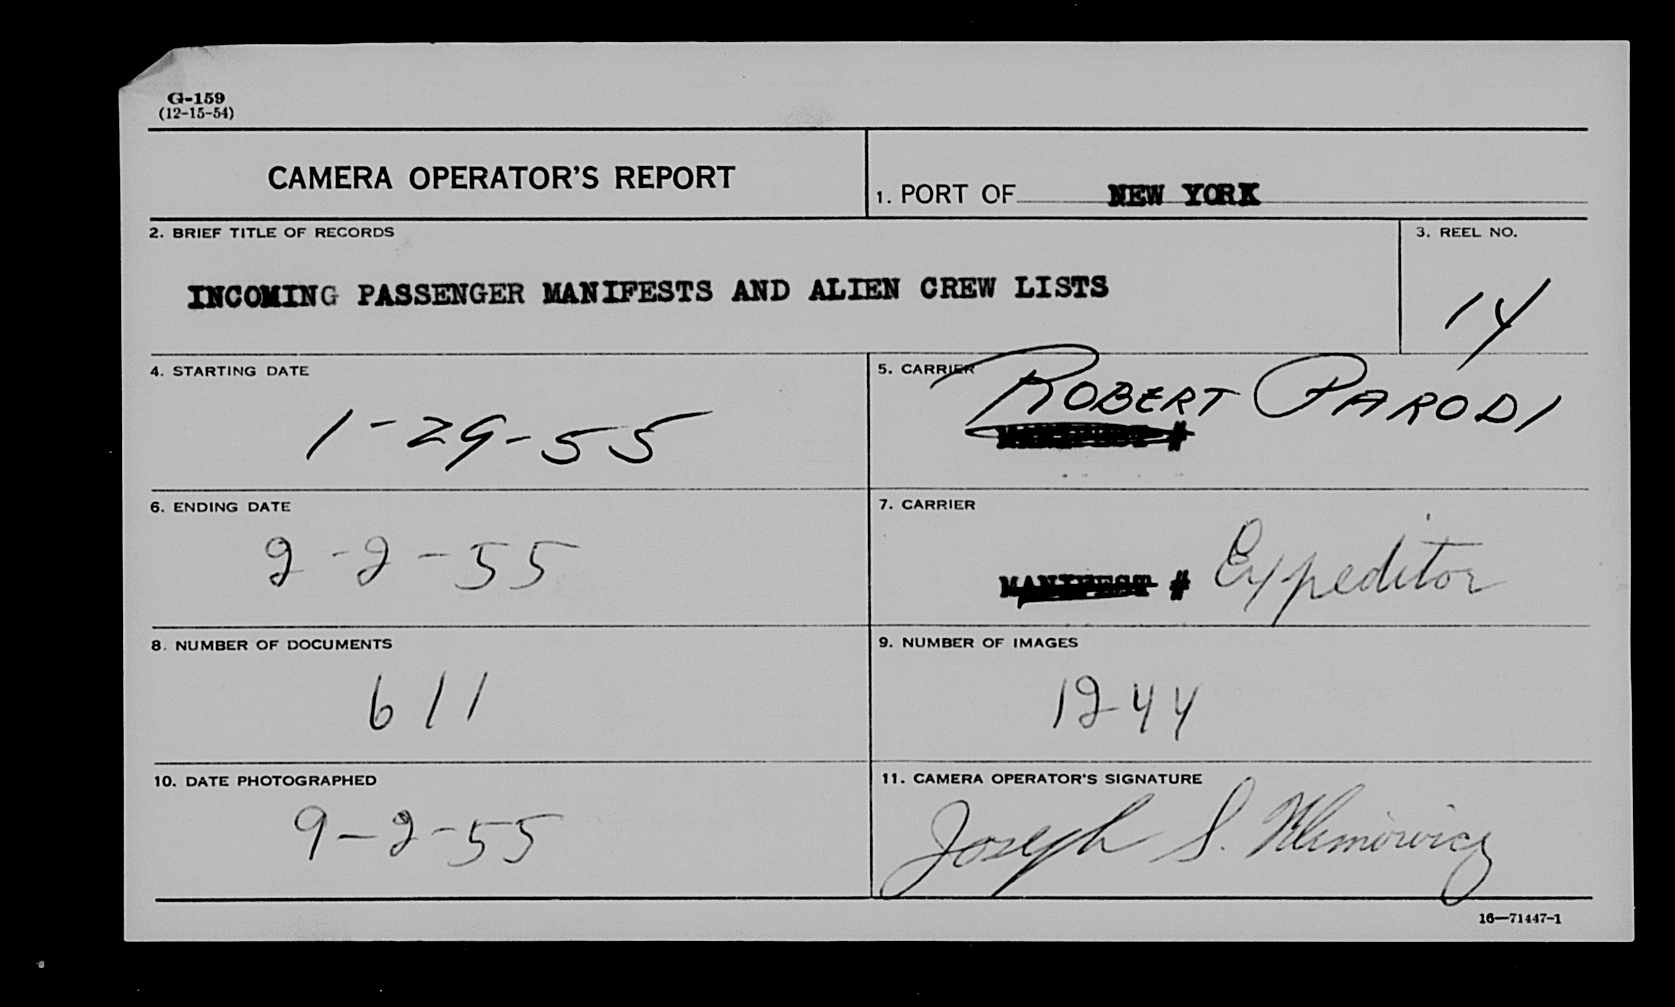 G-159
(12-15-54)
CAMERA OPERATOR'S REPORT
1. PORT OF NEW YORK
2. BRIEF TITLE OF RECORDS
INCOMING PASSENGER MANIFESTS AND ALIEN CREW LISTS
3. REEL NO.
14
4. STARTING DATE
1-29-55
5. CARRIER
ROBERT PARODI
MANIFEST #
6. ENDING DATE
2-2-55
7. CARRIER
MANIFEST # Expeditor
8. NUMBER OF DOCUMENTS
611
9. NUMBER OF IMAGES
1244
10. DATE PHOTOGRAPHED
9-2-55
11. CAMERA OPERATOR'S SIGNATURE
Joseph S.
16—71447-1